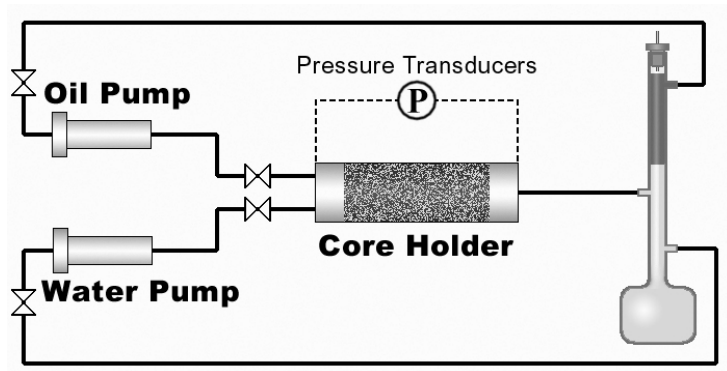 Pressure Transducers
Oil Pump
P
Core Holder
Water Pump